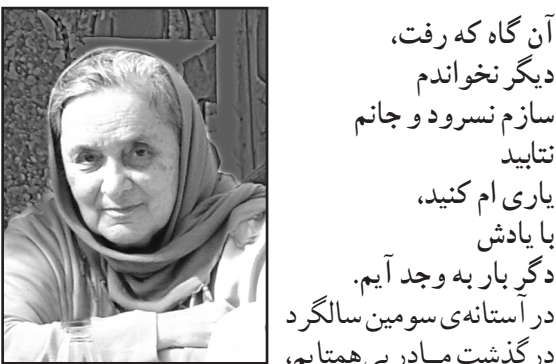 آن گاه که رفت،
دیگر نخواندم
سازم نسرود و جانم
نتابید
یاری ام کنید،
با یادش
دگر بار به وجد آیم.
در آستانه‌ی سومین سالگرد
درگذشت مادر بی همتایم،